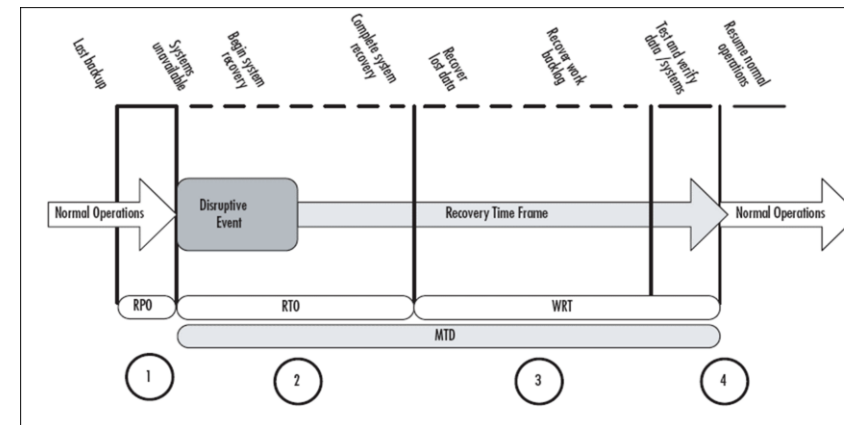 Last backup
Systems
unavailable
Begin system
recovery
Complete system
recovery
Recover
lost data
Recover work
backlog
Test and verify
data / systems
Resume normal
operations
Normal Operations
Disruptive
Event
Recovery Time Frame
Normal Operations
RPO
RTO
WRT
MTD
1
2
3
4